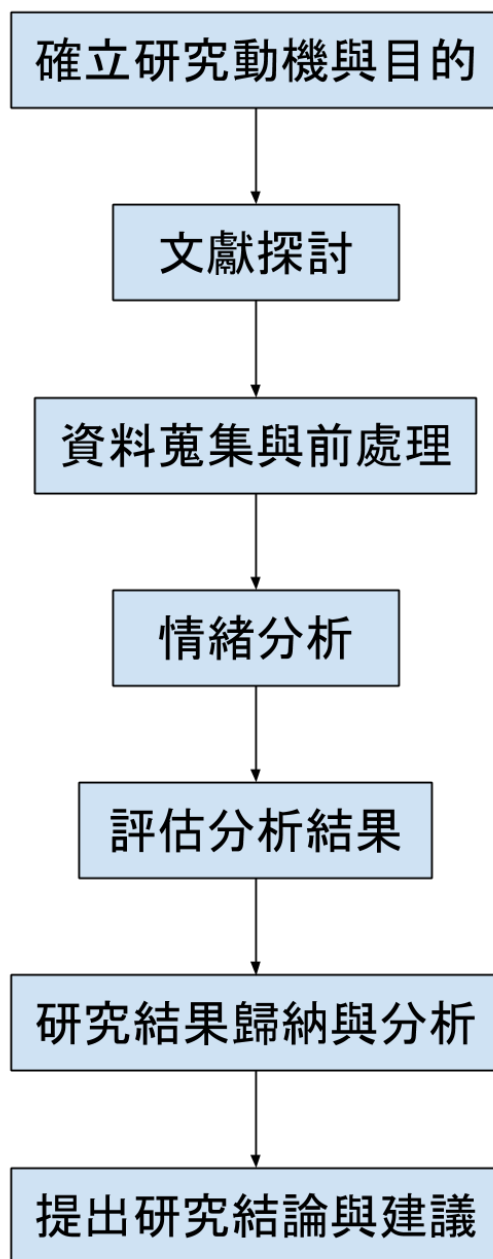 確立研究動機與目的
文獻探討
資料蒐集與前處理
情緒分析
評估分析結果
研究結果歸納與分析
提出研究結論與建議